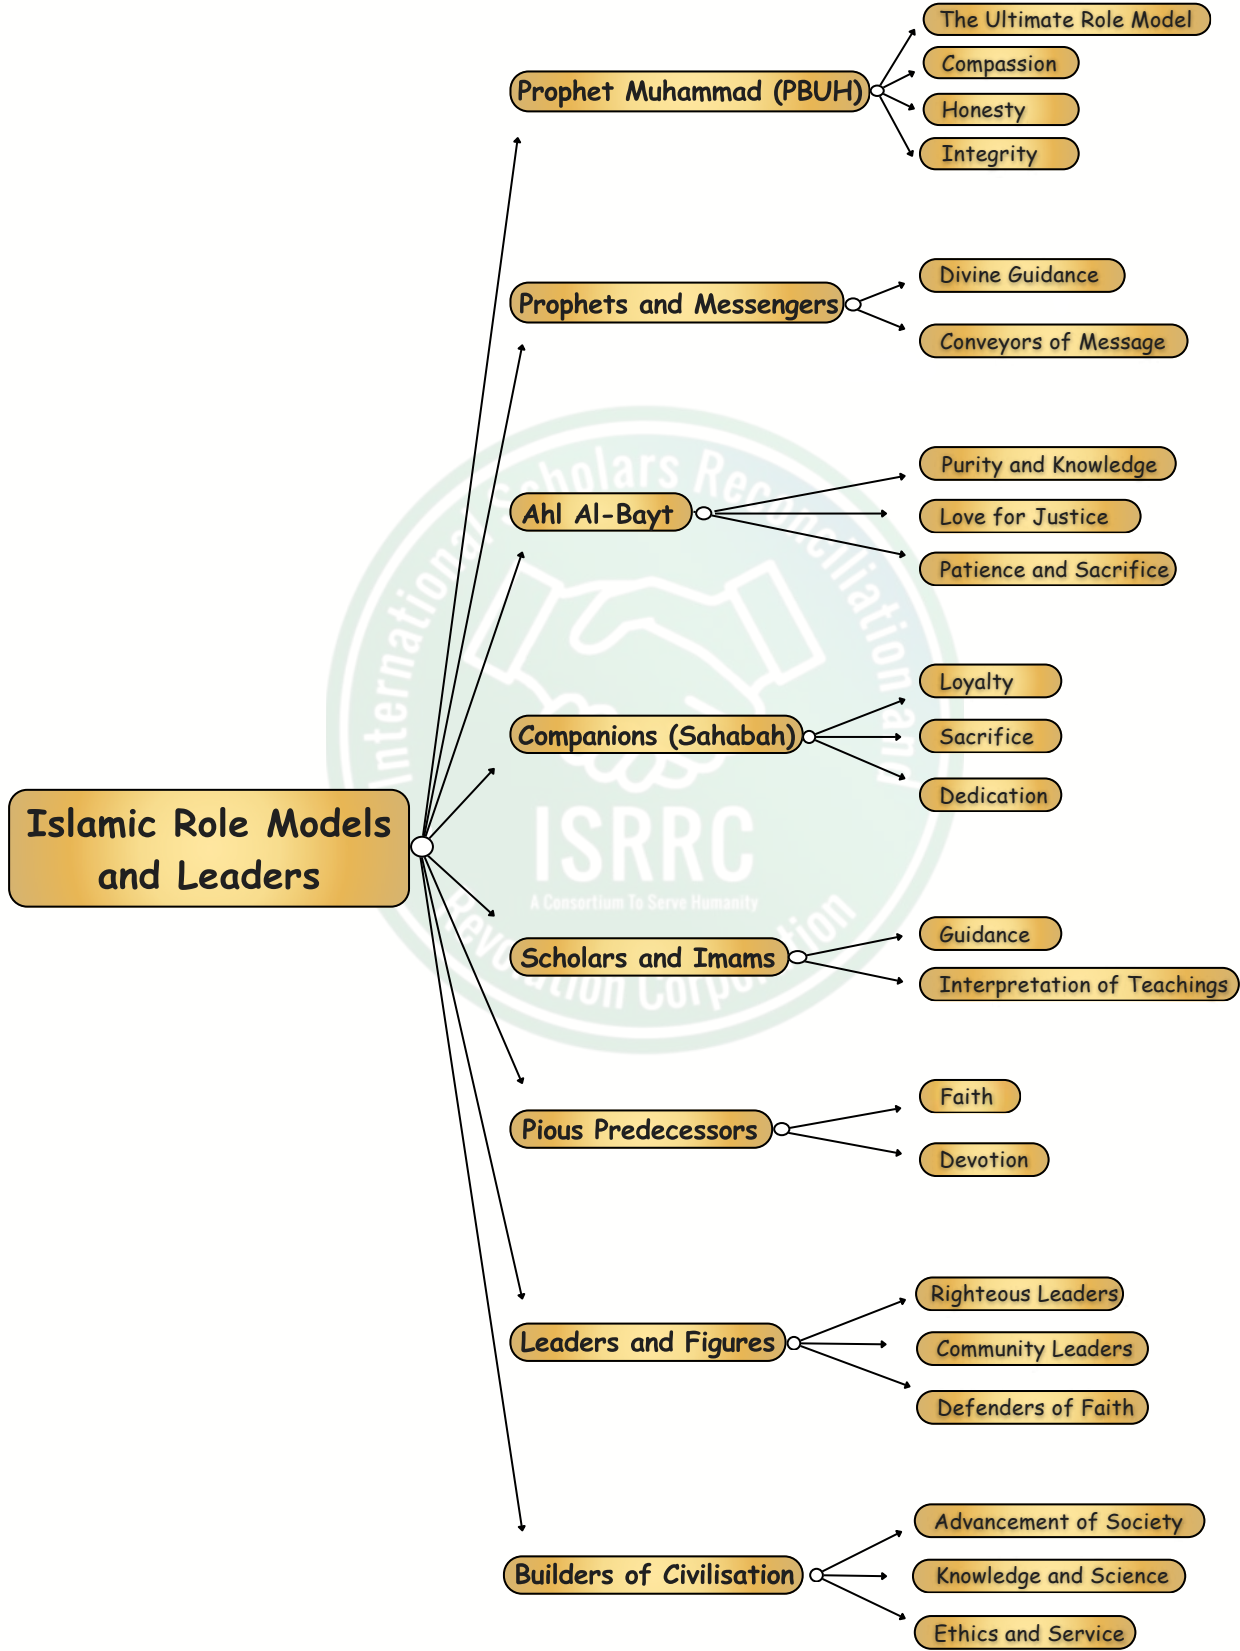 The Ultimate Role Model
Prophet Muhammad (PBUH)
Compassion
Honesty
Integrity
Prophets and Messengers
Divine Guidance
Conveyors of Message
Ahl Al-Bayt
Purity and Knowledge
Love for Justice
Patience and Sacrifice
Companions (Sahabah)
Loyalty
Sacrifice
Dedication
Islamic Role Models
and Leaders
Scholars and Imams
Guidance
Interpretation of Teachings
Pious Predecessors
Faith
Devotion
Leaders and Figures
Righteous Leaders
Community Leaders
Defenders of Faith
Builders of Civilisation
Advancement of Society
Knowledge and Science
Ethics and Service
International Scholars Reconciliation and
ISRRC
A Consortium To Serve Humanity